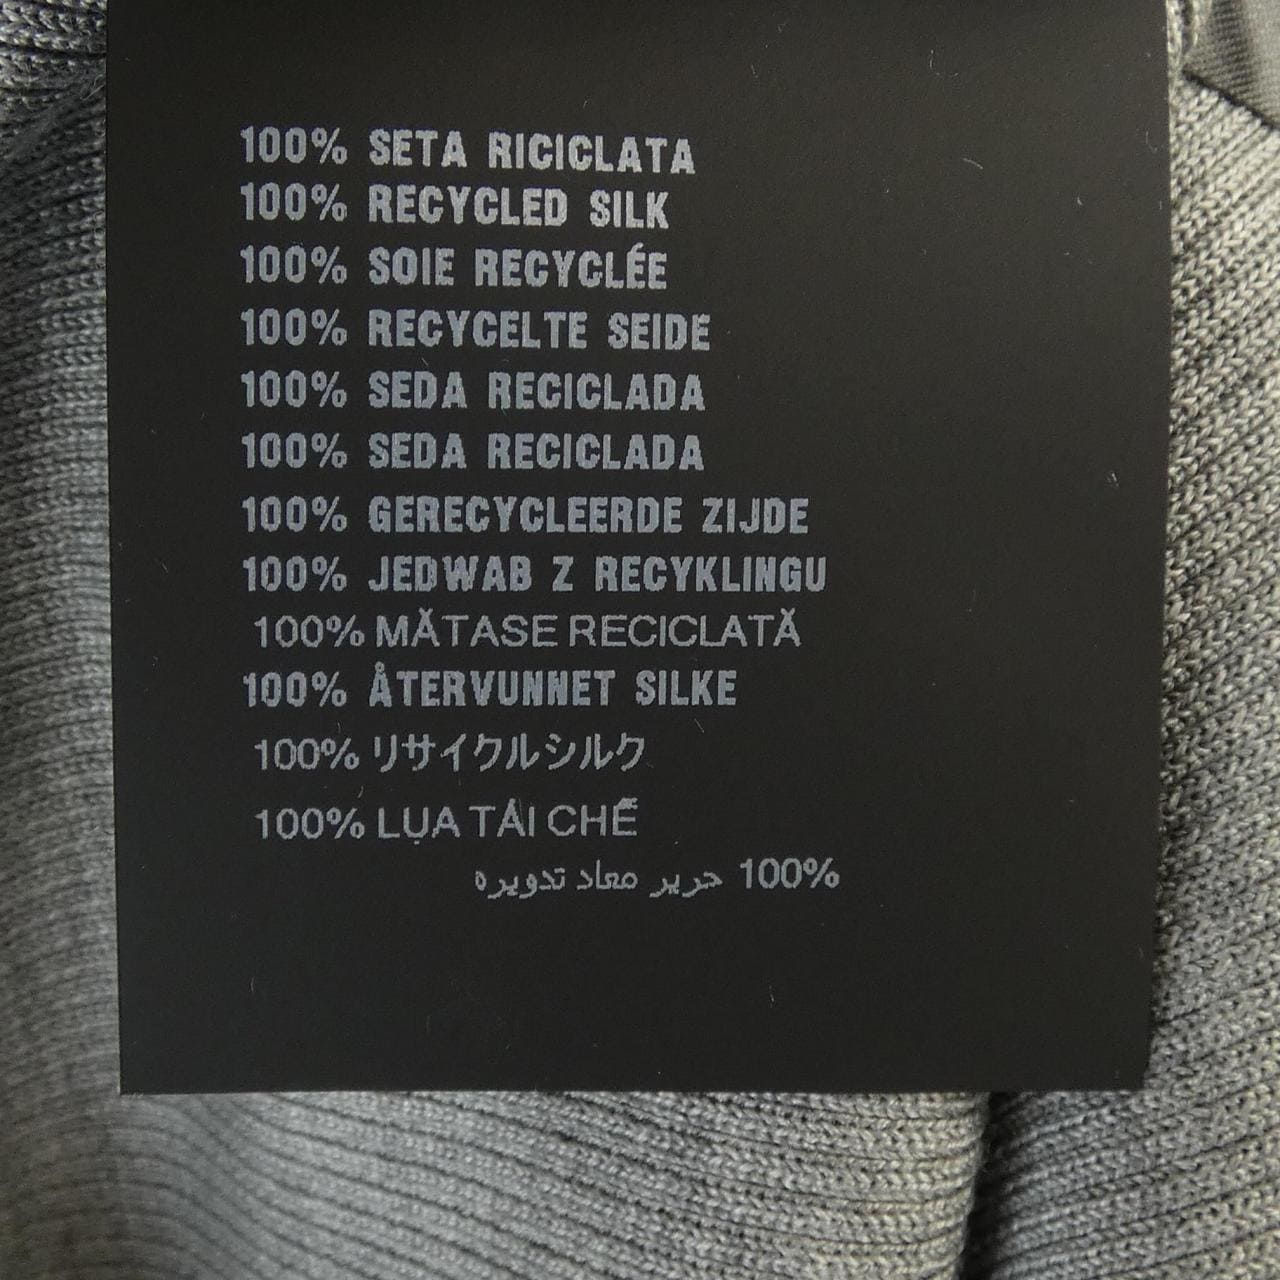 100% SETA RICICLATA
100% RECYCLED SILK
100% SOIE RECYCLÉE
100% RECYCELTE SEIDE
100% SEDA RECICLADA
100% SEDA RECICLADA
100% GERECYCLEERDE ZIJDE
100% JEDWAB Z RECYKLINGU
100% MĂTASE RECICLATĂ
100% ÅTERVUNNET SILKE
100% リサイクルシルク
100% LỤA TÁI CHẾ
100% حرير معاد تدويره